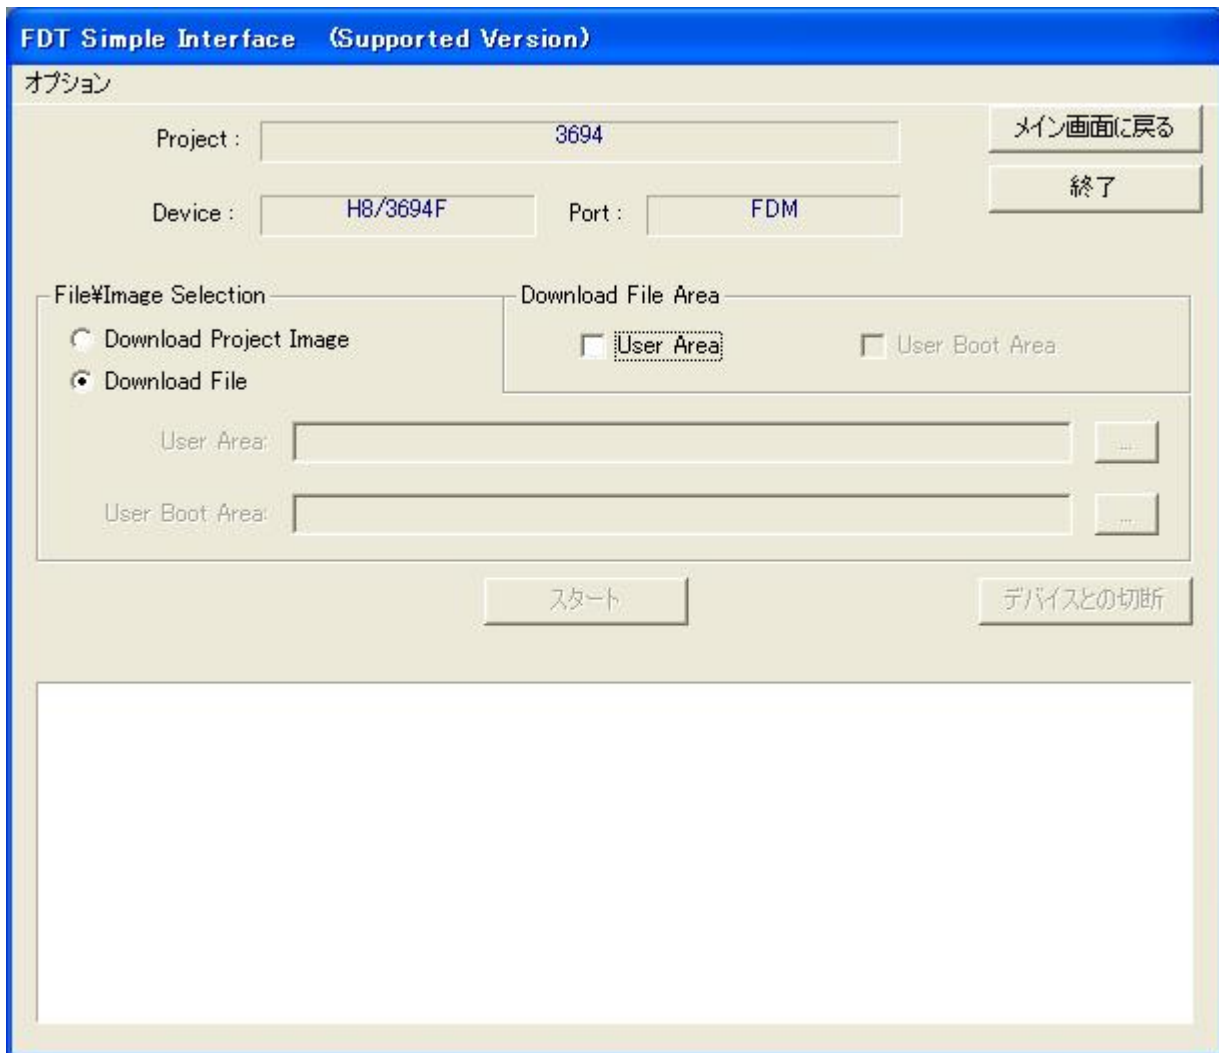 FDT Simple Interface (Supported Version)
オプション
Project : 3694
メイン画面に戻る
終了
Device : H8/3694F Port : FDM
File¥Image Selection
Download Project Image
Download File
Download File Area
User Area
User Boot Area
User Area: ...
User Boot Area: ...
スタート
デバイスとの切断